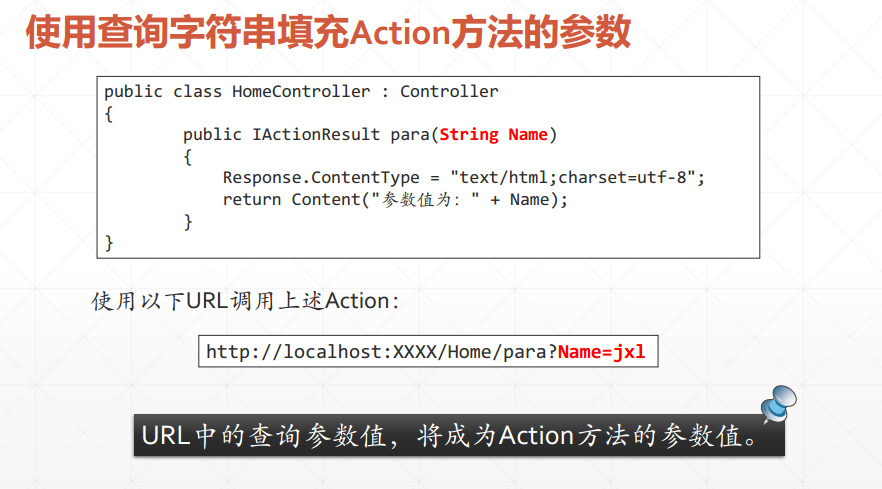 使用查询字符串填充Action方法的参数
public class HomeController : Controller
{
public IActionResult para(String Name)
{
Response.ContentType = "text/html;charset=utf-8";
return Content("参数值为：" + Name);
}
}
使用以下URL调用上述Action：
http://localhost:XXXX/Home/para?Name=jxl
URL中的查询参数值，将成为Action方法的参数值。